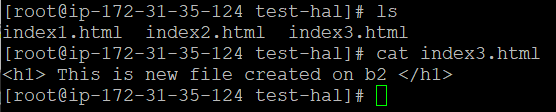 [root@ip-172-31-35-124 test-hal]# ls
index1.html  index2.html  index3.html
[root@ip-172-31-35-124 test-hal]# cat index3.html
<h1> This is new file created on b2 </h1>
[root@ip-172-31-35-124 test-hal]#